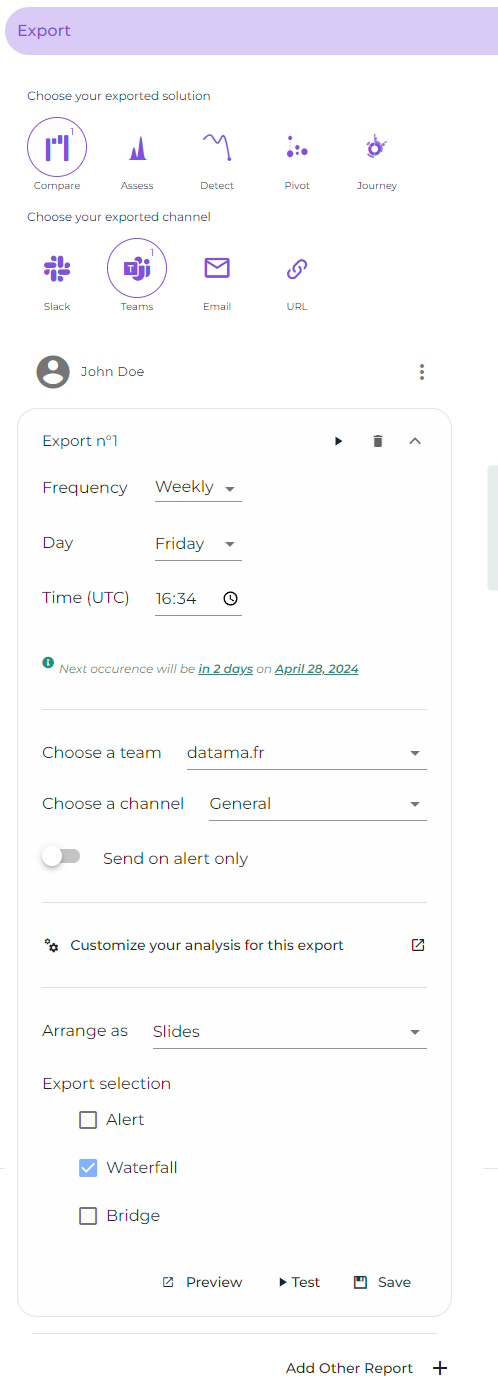 Export
Choose your exported solution
1
Compare Assess Detect Pivot Journey
Choose your exported channel
1
Slack Teams Email URL
John Doe
Export n°1
Frequency Weekly
Day Friday
Time (UTC) 16:34
Next occurence will be in 2 days on April 28, 2024
Choose a team datama.fr
Choose a channel General
Send on alert only
Customize your analysis for this export
Arrange as Slides
Export selection
Alert
Waterfall
Bridge
Preview Test Save
Add Other Report